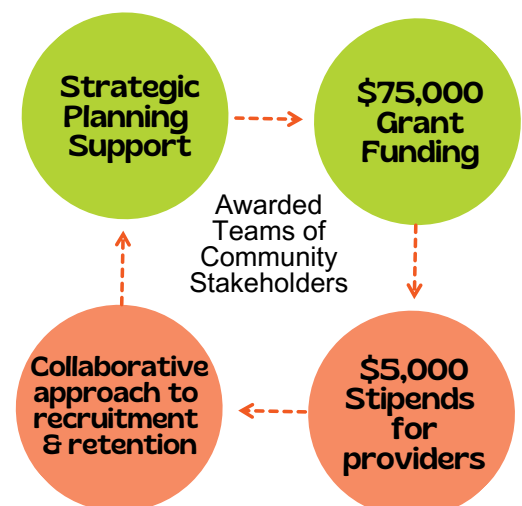 Strategic
Planning
Support
$75,000
Grant
Funding
Awarded
Teams of
Community
Stakeholders
Collaborative
approach to
recruitment
& retention
$5,000
Stipends
for
providers